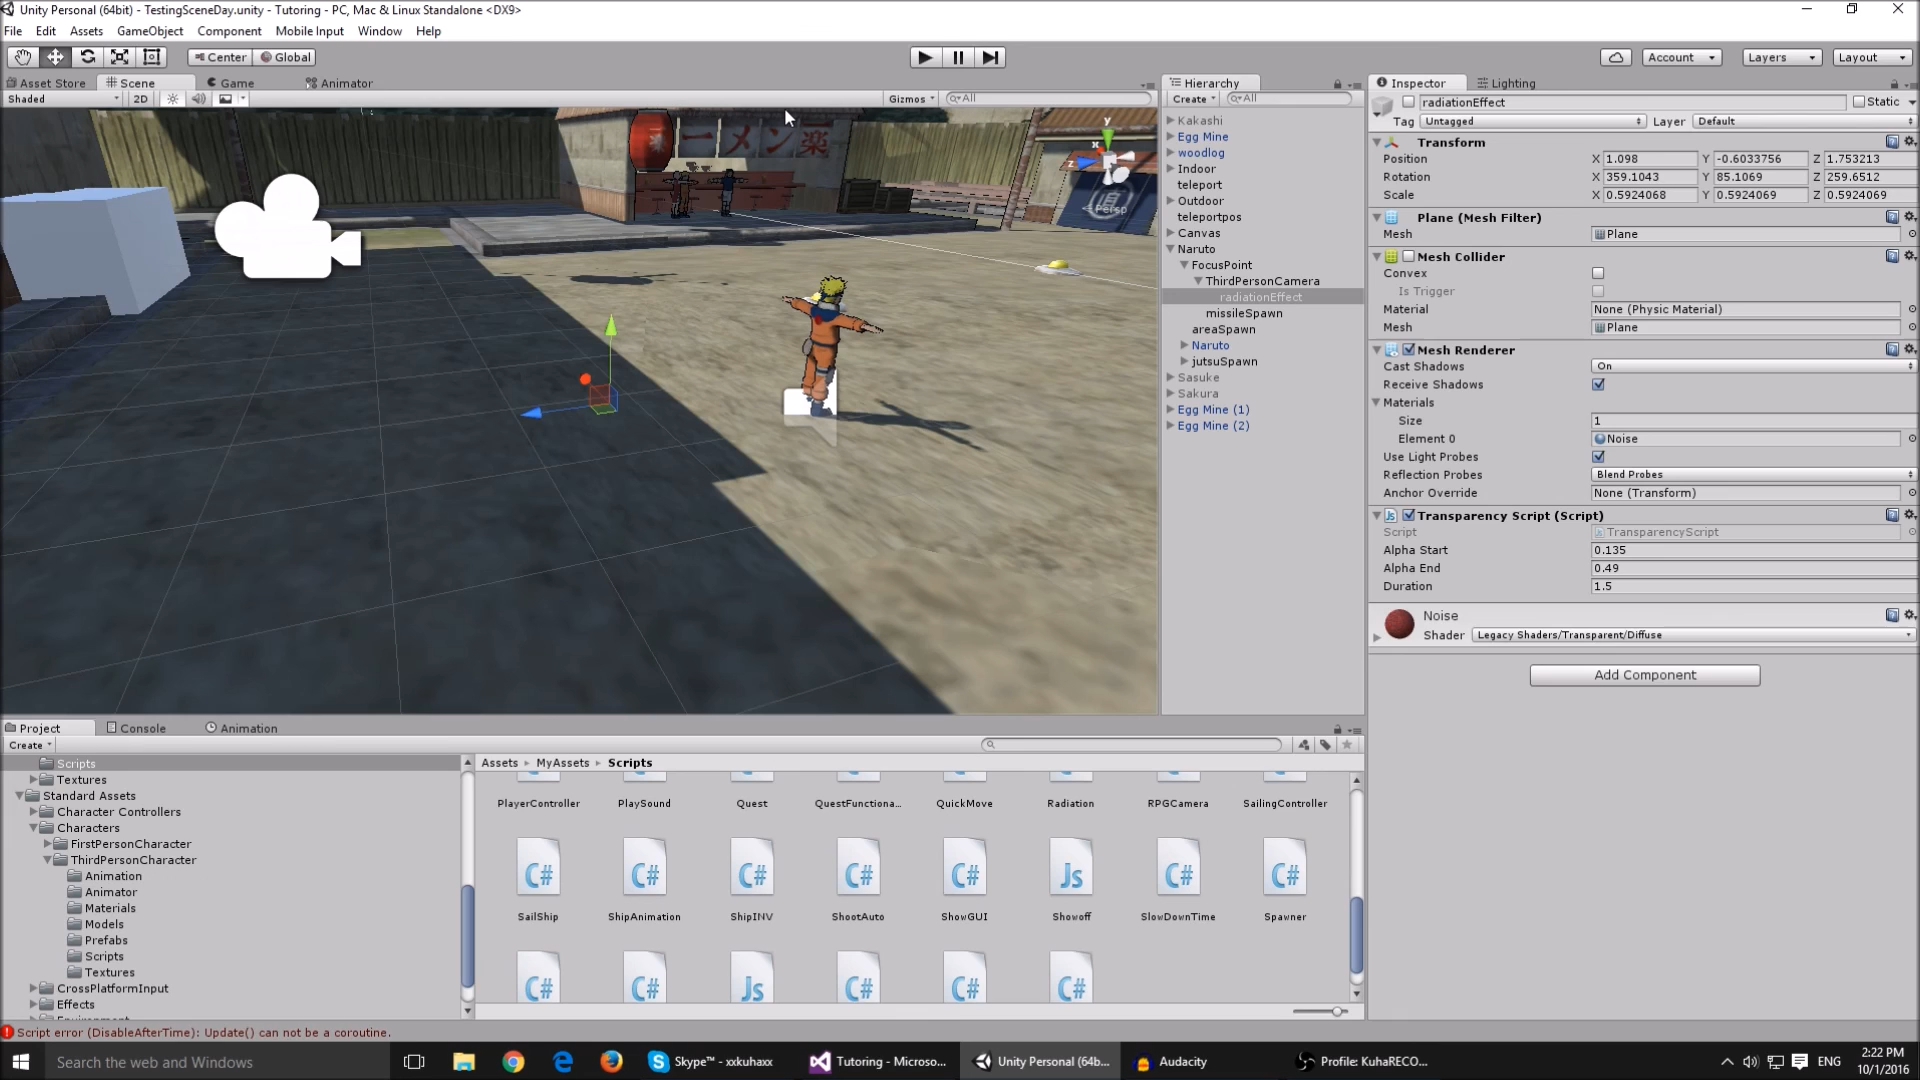 Unity Personal (64bit) - TestingSceneDay.unity - Tutoring - PC, Mac & Linux Standalone <DX9>
File Edit Assets GameObject Component Mobile Input Window Help
Center Global
Account Layers Layout
Asset Store Scene Game Animator
Shaded 2D Gizmos All
y
x
z
Persp
Hierarchy
Create All
Kakashi
Egg Mine
woodlog
Indoor
teleport
Outdoor
teleportpos
Canvas
Naruto
FocusPoint
ThirdPersonCamera
radiationEffect
missileSpawn
areaSpawn
Naruto
jutsuSpawn
Sasuke
Sakura
Egg Mine (1)
Egg Mine (2)
Inspector Lighting
radiationEffect Static
Tag Untagged Layer Default
Transform
Position X 1.098 Y -0.6033756 Z 1.753213
Rotation X 359.1043 Y 85.1069 Z 259.6512
Scale X 0.5924068 Y 0.5924069 Z 0.5924069
Plane (Mesh Filter)
Mesh Plane
Mesh Collider
Convex
Is Trigger
Material None (Physic Material)
Mesh Plane
Mesh Renderer
Cast Shadows On
Receive Shadows
Materials
Size 1
Element 0 Noise
Use Light Probes
Reflection Probes Blend Probes
Anchor Override None (Transform)
Transparency Script (Script)
Script TransparencyScript
Alpha Start 0.135
Alpha End 0.49
Duration 1.5
Noise
Shader Legacy Shaders/Transparent/Diffuse
Add Component
Project Console Animation
Create
Scripts
Textures
Standard Assets
Character Controllers
Characters
FirstPersonCharacter
ThirdPersonCharacter
Animation
Animator
Materials
Models
Prefabs
Scripts
Textures
CrossPlatformInput
Effects
Assets MyAssets Scripts
PlayerController PlaySound Quest QuestFunctiona... QuickMove Radiation RPGCamera SailingController
C# C# C# C# C# Js C# C#
SailShip ShipAnimation ShipINV ShootAuto ShowGUI Showoff SlowDownTime Spawner
C# C# Js C# C# C#
Script error (DisableAfterTime): Update() can not be a coroutine.
Search the web and Windows
Skype™ - xxkuhaxx
Tutoring - Microso...
Unity Personal (64b...
Audacity
Profile: KuhaRECO...
ENG
2:22 PM
10/1/2016